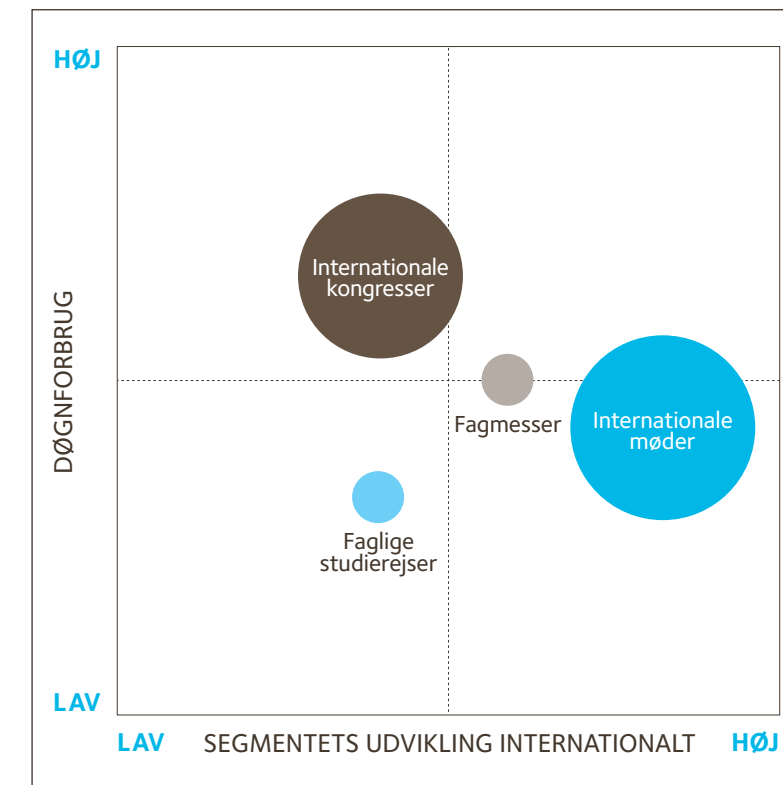 HØJ
DØGNFORBRUG
Internationale
kongresser
Fagmesser
Internationale
møder
Faglige
studierejser
LAV
LAV
SEGMENTETS UDVIKLING INTERNATIONALT
HØJ